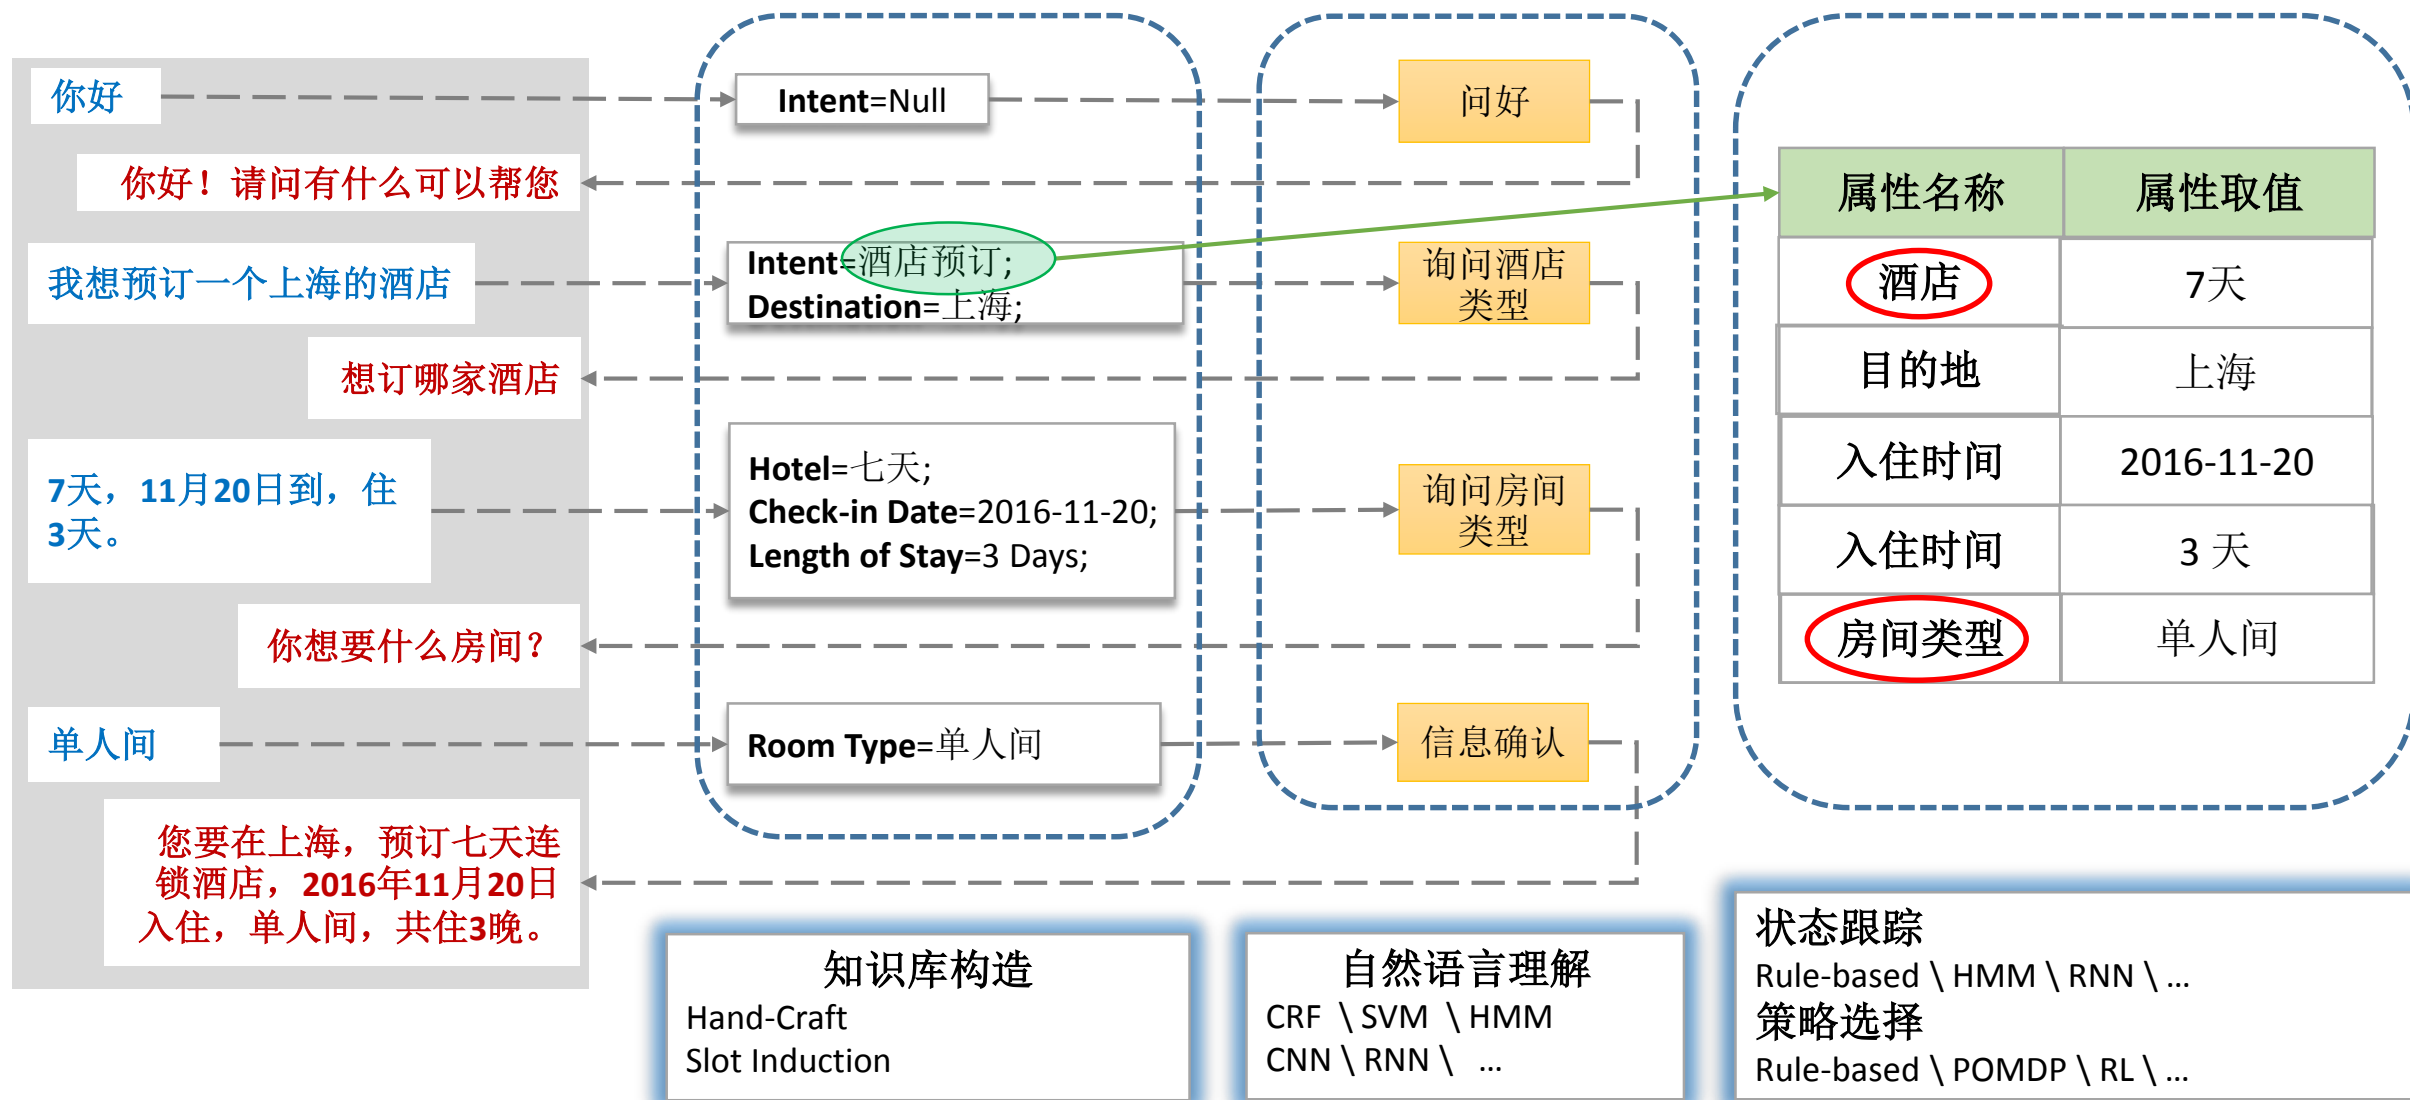 你好
Intent=Null
问好
你好！请问有什么可以帮您
我想预订一个上海的酒店
Intent=酒店预订;
Destination=上海;
询问酒店
类型
想订哪家酒店
7天，11月20日到，住
3天。
Hotel=七天;
Check-in Date=2016-11-20;
Length of Stay=3 Days;
询问房间
类型
你想要什么房间？
单人间
Room Type=单人间
信息确认
您要在上海，预订七天连
锁酒店，2016年11月20日
入住，单人间，共住3晚。
属性名称 属性取值
酒店 7天
目的地 上海
入住时间 2016-11-20
入住时间 3 天
房间类型 单人间
知识库构造
Hand-Craft
Slot Induction
自然语言理解
CRF \ SVM \ HMM
CNN \ RNN \ ...
状态跟踪
Rule-based \ HMM \ RNN \ ...
策略选择
Rule-based \ POMDP \ RL \ ...